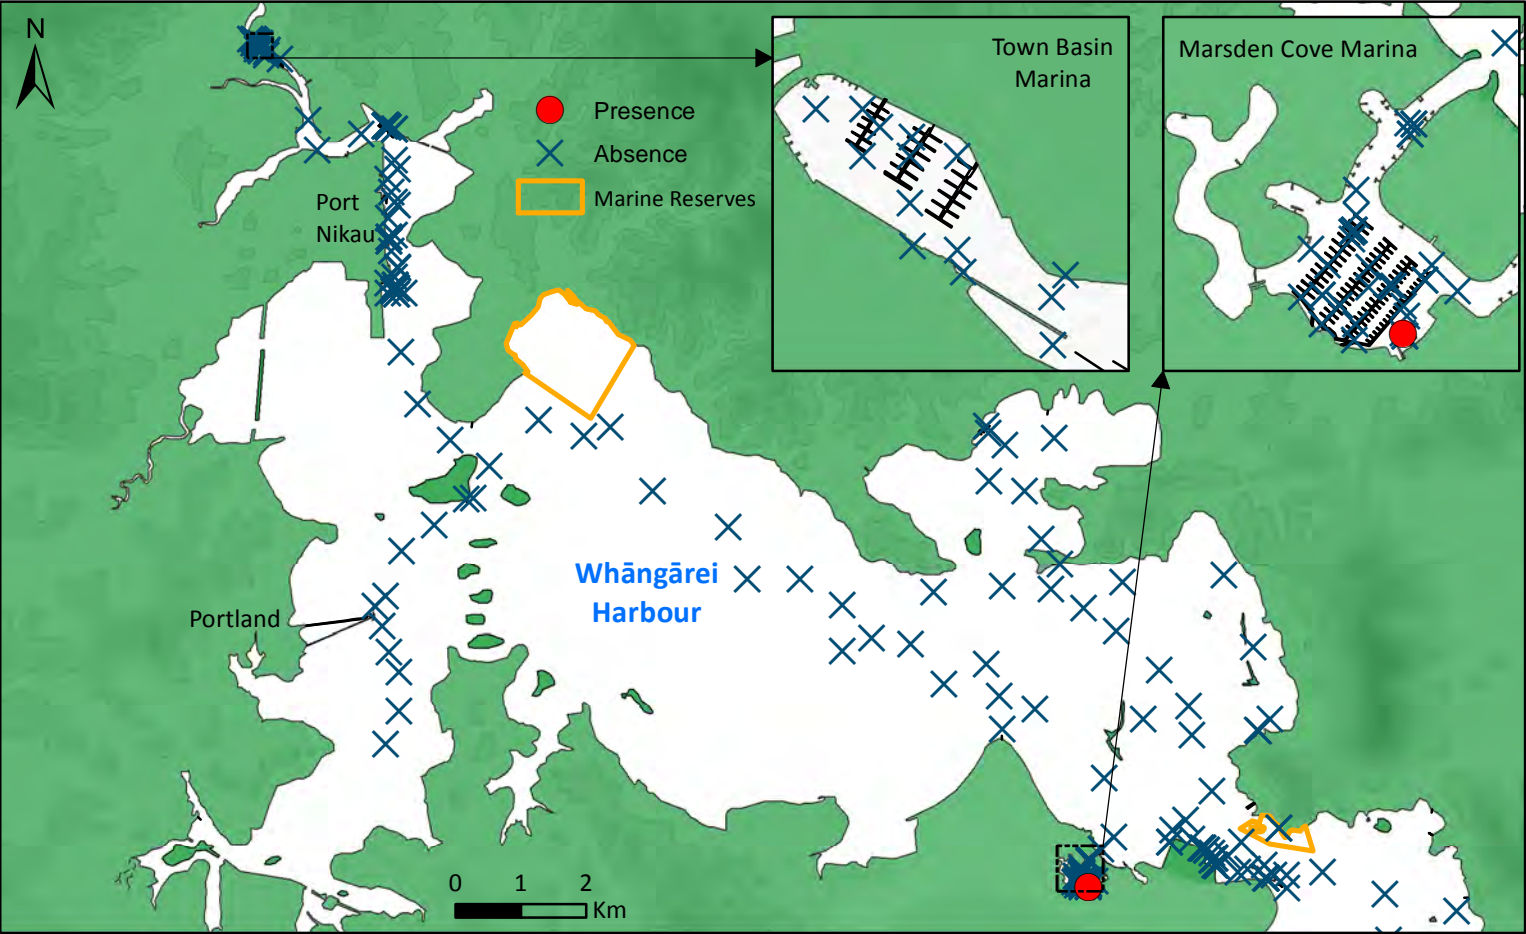 N
Presence
Absence
Marine Reserves
Town Basin
Marina
Marsden Cove Marina
Port
Nikau
Whāngārei
Harbour
Portland
0 1 2
Km